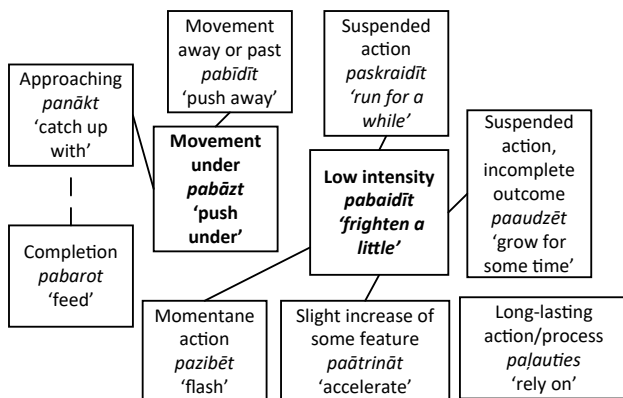 Movement
away or past
pabīdīt
‘push away’
Suspended
action
paskraidīt
‘run for a
while’
Approaching
panākt
‘catch up
with’
Suspended
action,
incomplete
outcome
paaudzēt
‘grow for
some time’
Movement
under
pabāzt
‘push
under’
Low intensity
pabaidīt
‘frighten a
little’
Completion
pabarot
‘feed’
Momentane
action
pazibēt
‘flash’
Slight increase of
some feature
paātrināt
‘accelerate’
Long-lasting
action/process
paļauties
‘rely on’